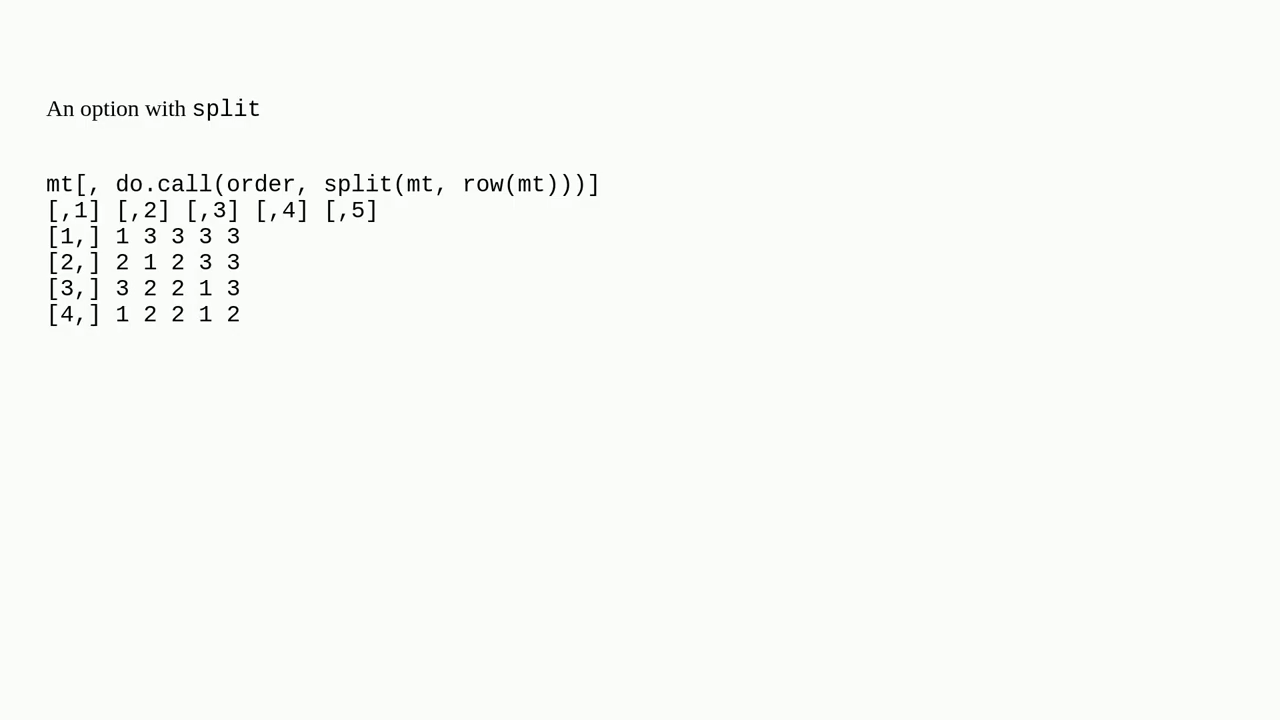 An option with split
mt[, do.call(order, split(mt, row(mt)))]
[,1] [,2] [,3] [,4] [,5]
[1,] 1 3 3 3 3
[2,] 2 1 2 3 3
[3,] 3 2 2 1 3
[4,] 1 2 2 1 2